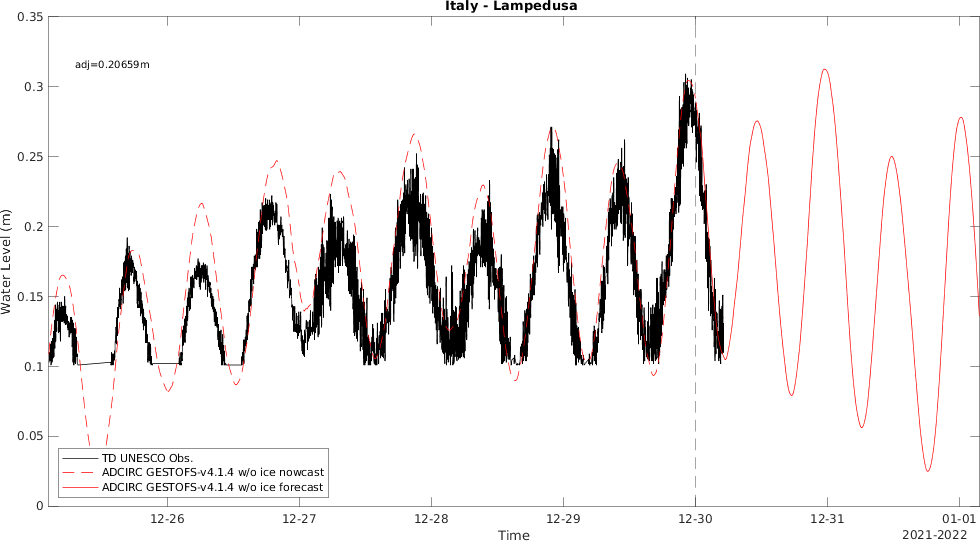 Italy - Lampedusa
0.35
adj=0.20659m
0.3
0.25
0.2
0.15
0.1
0.05
0
Water Level (m)
TD UNESCO Obs.
ADCIRC GESTOFS-v4.1.4 w/o ice nowcast
ADCIRC GESTOFS-v4.1.4 w/o ice forecast
12-26 12-27 12-28 12-29 12-30 12-31 01-01
Time
2021-2022